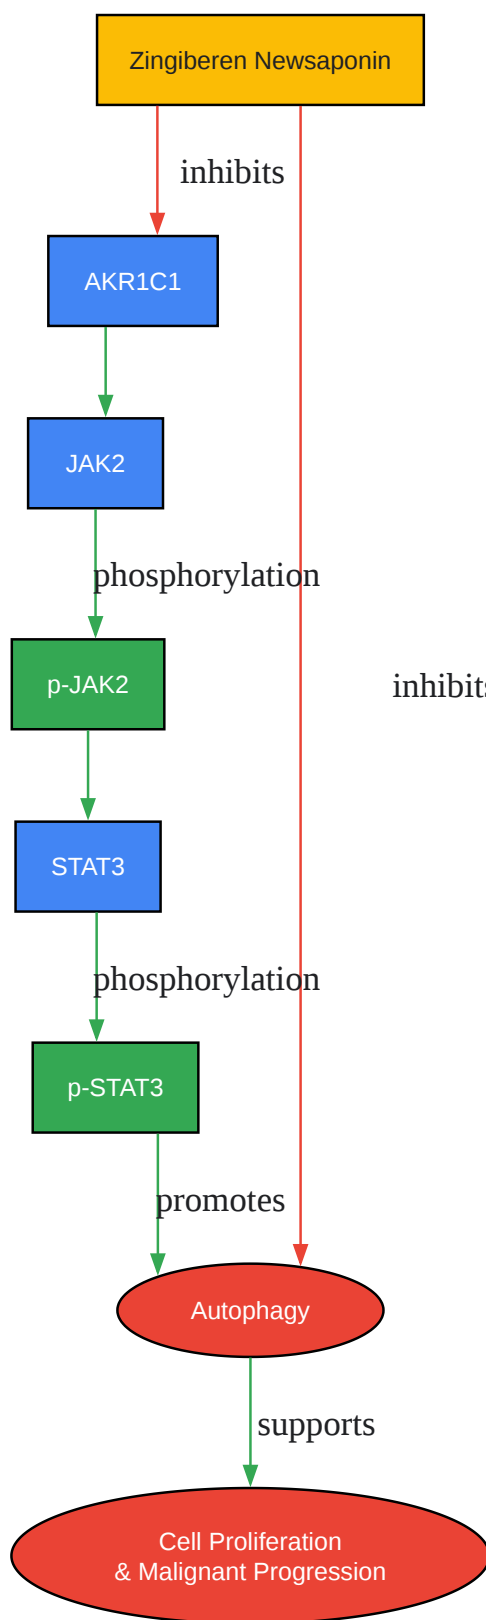 Zingiberen Newsaponin
inhibits
AKR1C1
JAK2
phosphorylation
p-JAK2
inhibits
STAT3
phosphorylation
p-STAT3
promotes
Autophagy
supports
Cell Proliferation
& Malignant Progression